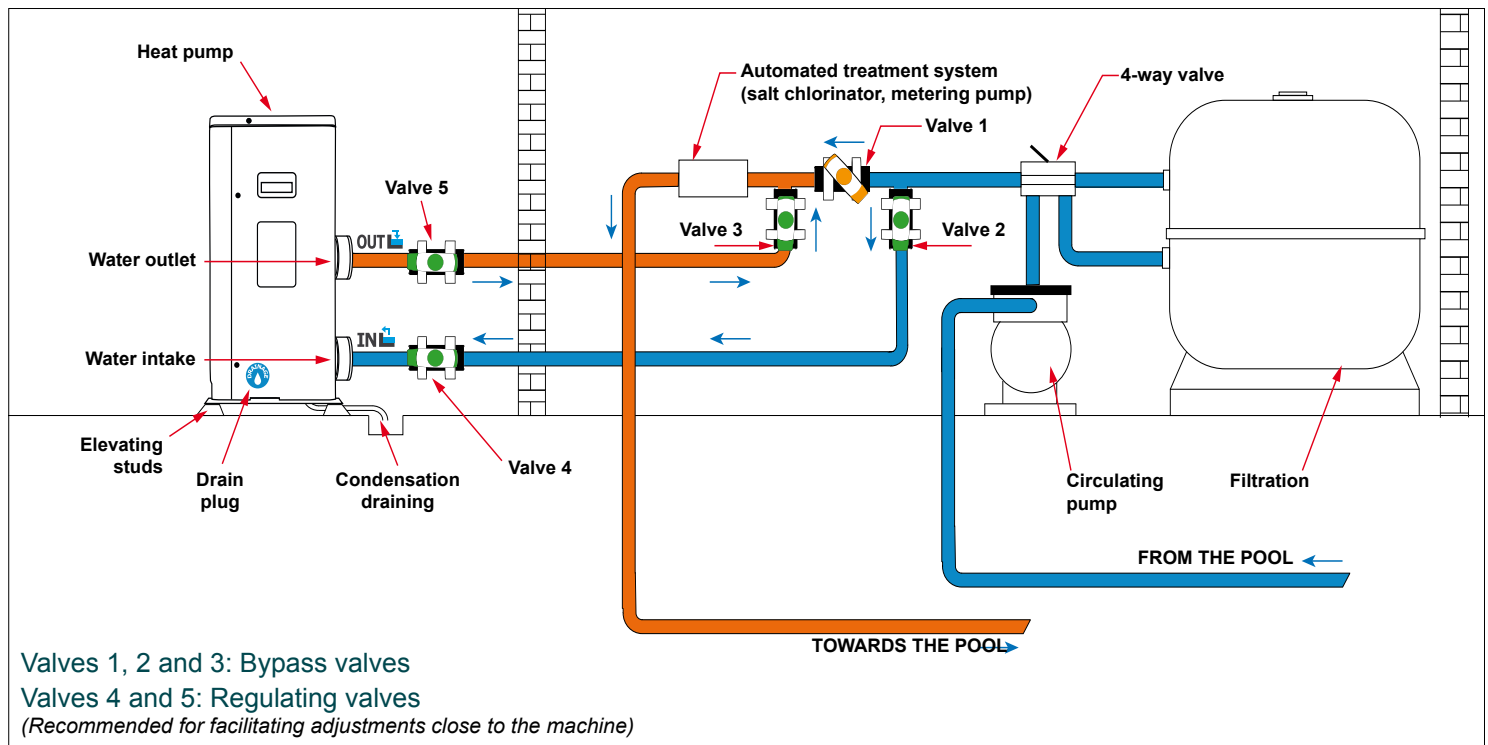 Heat pump
Automated treatment system
(salt chlorinator, metering pump)
4-way valve
Valve 1
Valve 5
Valve 3
Valve 2
OUT
Water outlet
IN
Water intake
DRAINAGE
Elevating
studs
Drain
plug
Condensation
draining
Valve 4
Circulating
pump
Filtration
FROM THE POOL
TOWARDS THE POOL
Valves 1, 2 and 3: Bypass valves
Valves 4 and 5: Regulating valves
(Recommended for facilitating adjustments close to the machine)